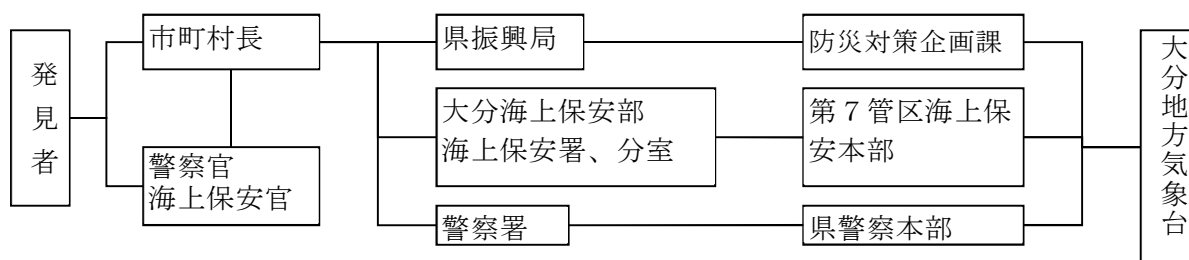 発見者
市町村長
警察官
海上保安官
県振興局
大分海上保安部
海上保安署、分室
警察署
防災対策企画課
第7管区海上保
安本部
県警察本部
大分地方気象台